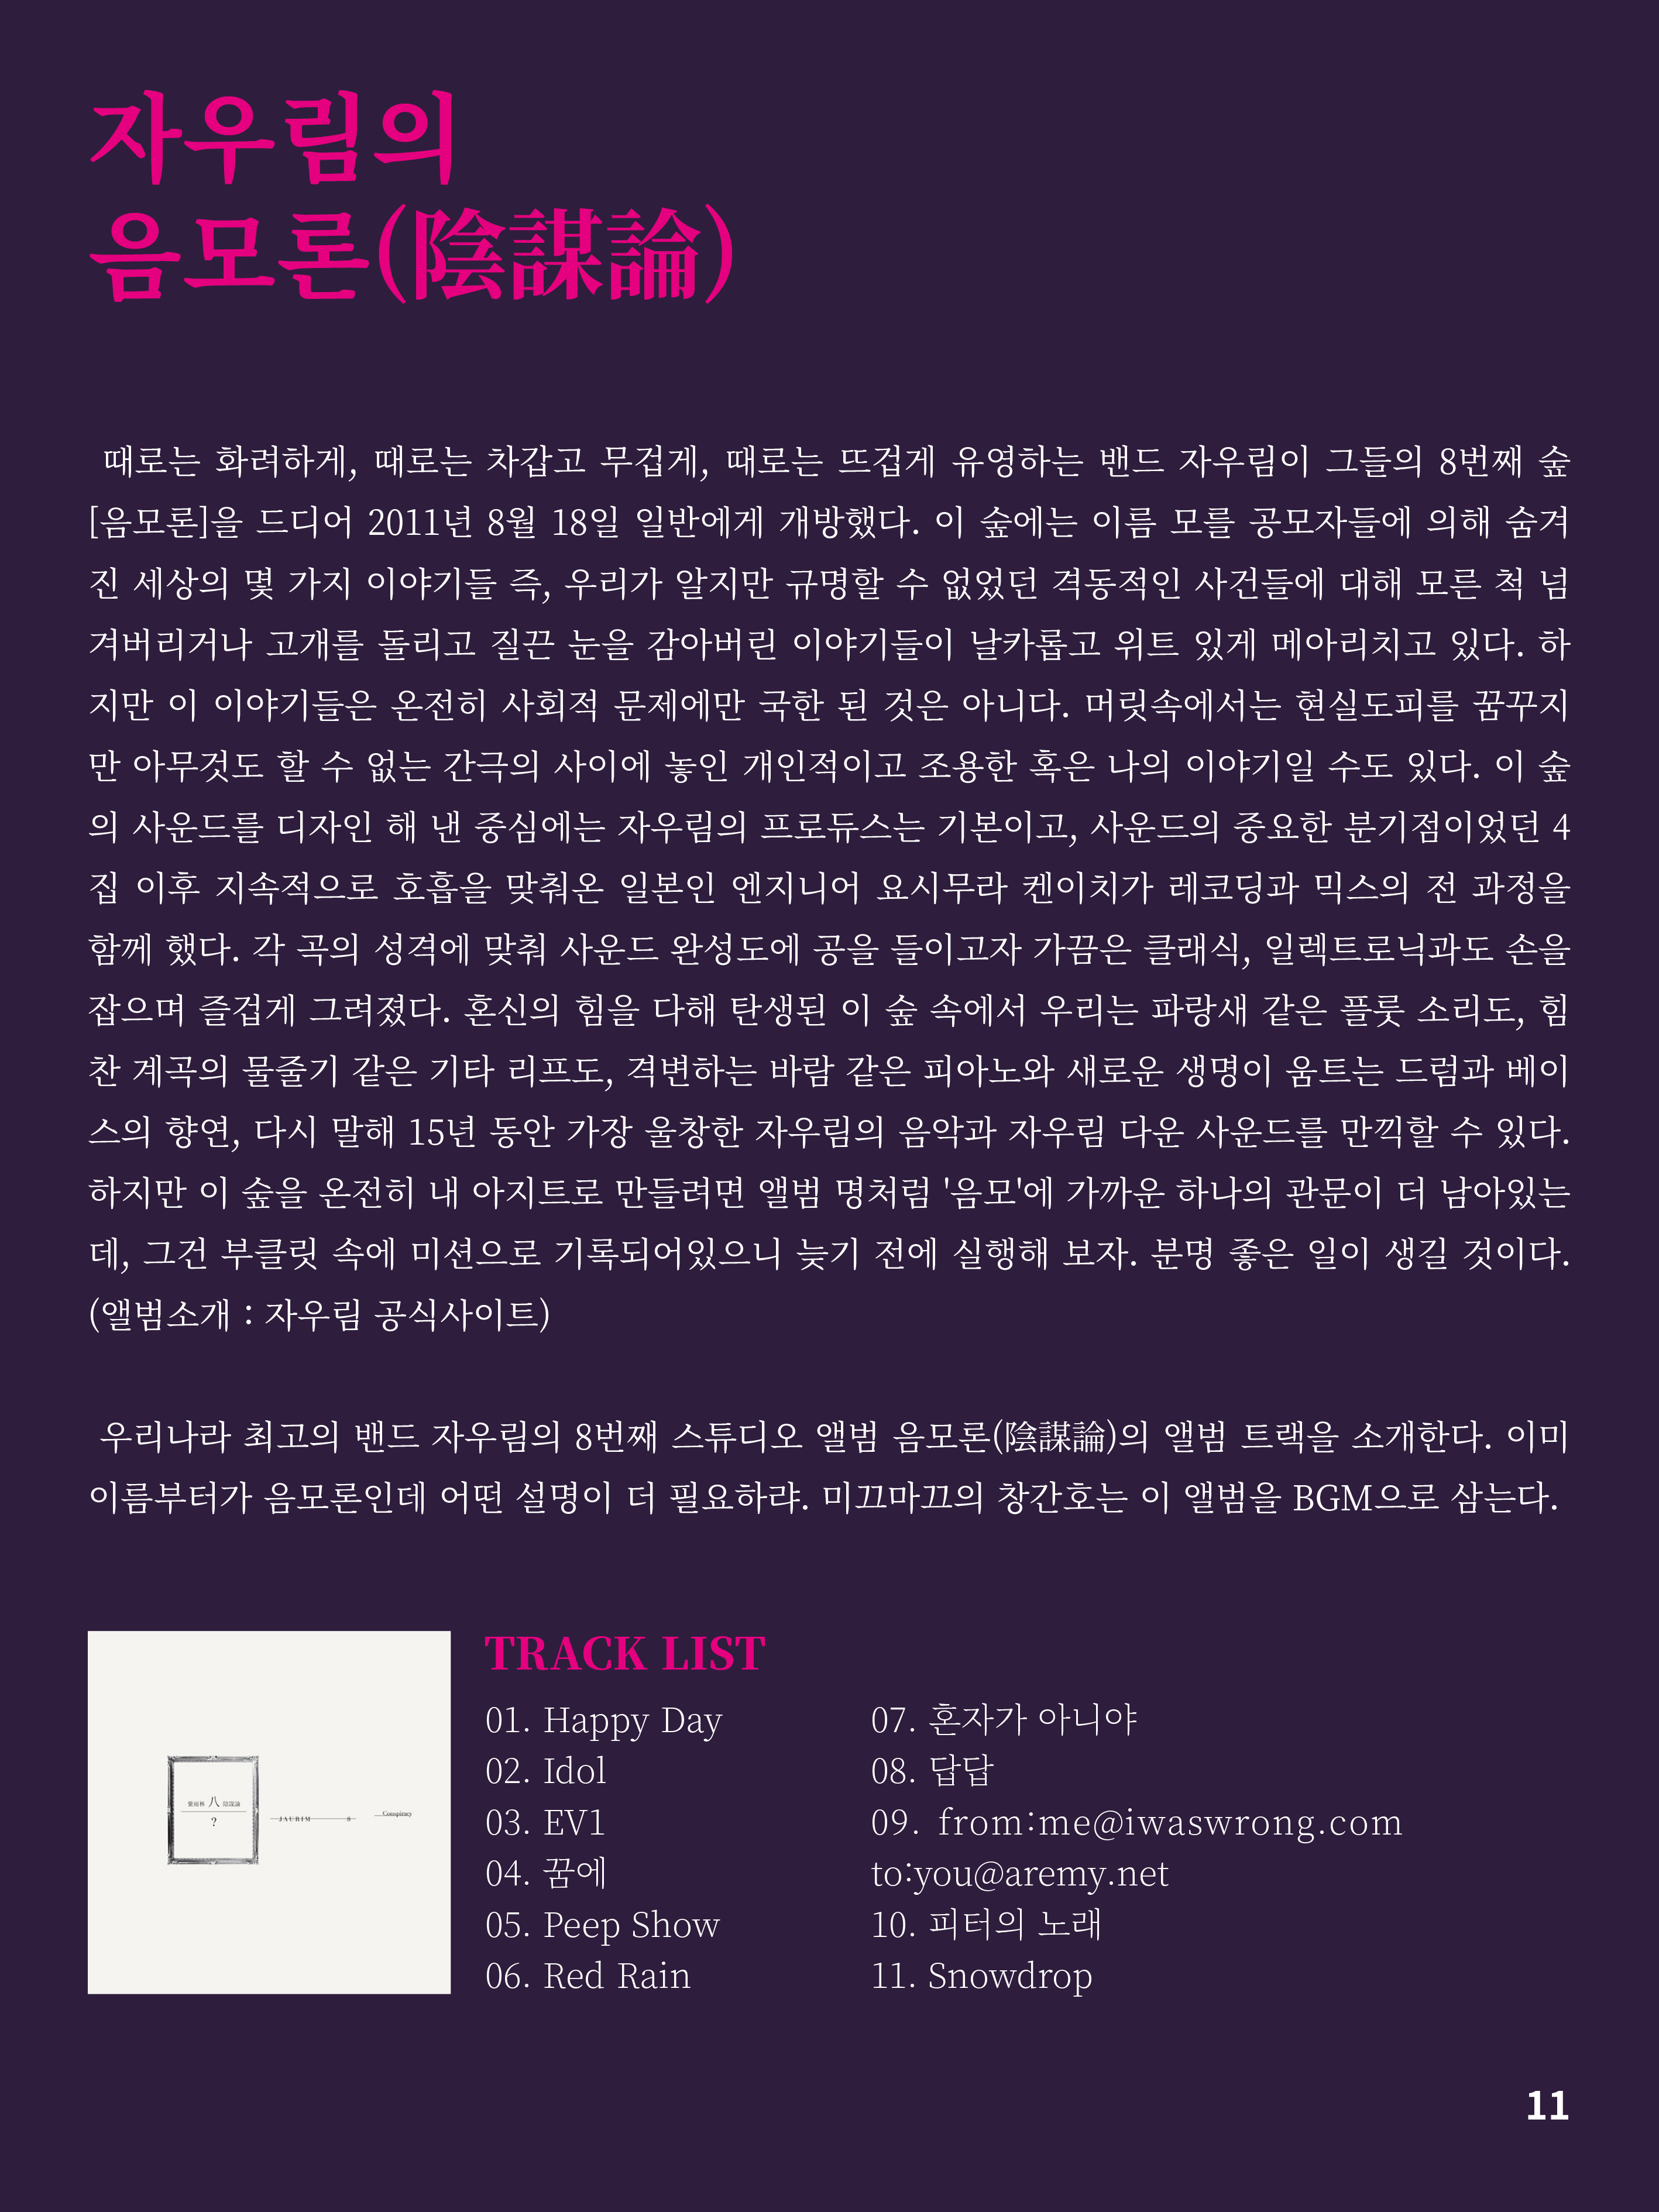 자우림의
음모론(陰謀論)
때로는 화려하게, 때로는 차갑고 무겁게, 때로는 뜨겁게 유영하는 밴드 자우림이 그들의 8번째 숲
[음모론]을 드디어 2011년 8월 18일 일반에게 개방했다. 이 숲에는 이름 모를 공모자들에 의해 숨겨
진 세상의 몇 가지 이야기들 즉, 우리가 알지만 규명할 수 없었던 격동적인 사건들에 대해 모른 척 넘
겨버리거나 고개를 돌리고 질끈 눈을 감아버린 이야기들이 날카롭고 위트 있게 메아리치고 있다. 하
지만 이 이야기들은 온전히 사회적 문제에만 국한 된 것은 아니다. 머릿속에서는 현실도피를 꿈꾸지
만 아무것도 할 수 없는 간극의 사이에 놓인 개인적이고 조용한 혹은 나의 이야기일 수도 있다. 이 숲
의 사운드를 디자인 해 낸 중심에는 자우림의 프로듀스는 기본이고, 사운드의 중요한 분기점이었던 4
집 이후 지속적으로 호흡을 맞춰온 일본인 엔지니어 요시무라 켄이치가 레코딩과 믹스의 전 과정을
함께 했다. 각 곡의 성격에 맞춰 사운드 완성도에 공을 들이고자 가끔은 클래식, 일렉트로닉과도 손을
잡으며 즐겁게 그려졌다. 혼신의 힘을 다해 탄생된 이 숲 속에서 우리는 파랑새 같은 플룻 소리도, 힘
찬 계곡의 물줄기 같은 기타 리프도, 격변하는 바람 같은 피아노와 새로운 생명이 움트는 드럼과 베이
스의 향연, 다시 말해 15년 동안 가장 울창한 자우림의 음악과 자우림 다운 사운드를 만끽할 수 있다.
하지만 이 숲을 온전히 내 아지트로 만들려면 앨범 명처럼 '음모'에 가까운 하나의 관문이 더 남아있는
데, 그건 부클릿 속에 미션으로 기록되어있으니 늦기 전에 실행해 보자. 분명 좋은 일이 생길 것이다.
(앨범소개 : 자우림 공식사이트)
우리나라 최고의 밴드 자우림의 8번째 스튜디오 앨범 음모론(陰謀論)의 앨범 트랙을 소개한다. 이미
이름부터가 음모론인데 어떤 설명이 더 필요하랴. 미끄마끄의 창간호는 이 앨범을 BGM으로 삼는다.
紫雨林 八 陰謀論
?
JAURIM 8
Conspiracy
TRACK LIST
01. Happy Day
02. Idol
03. EV1
04. 꿈에
05. Peep Show
06. Red Rain
07. 혼자가 아니야
08. 답답
09. from:me@iwaswrong.com
to:you@aremy.net
10. 피터의 노래
11. Snowdrop
11